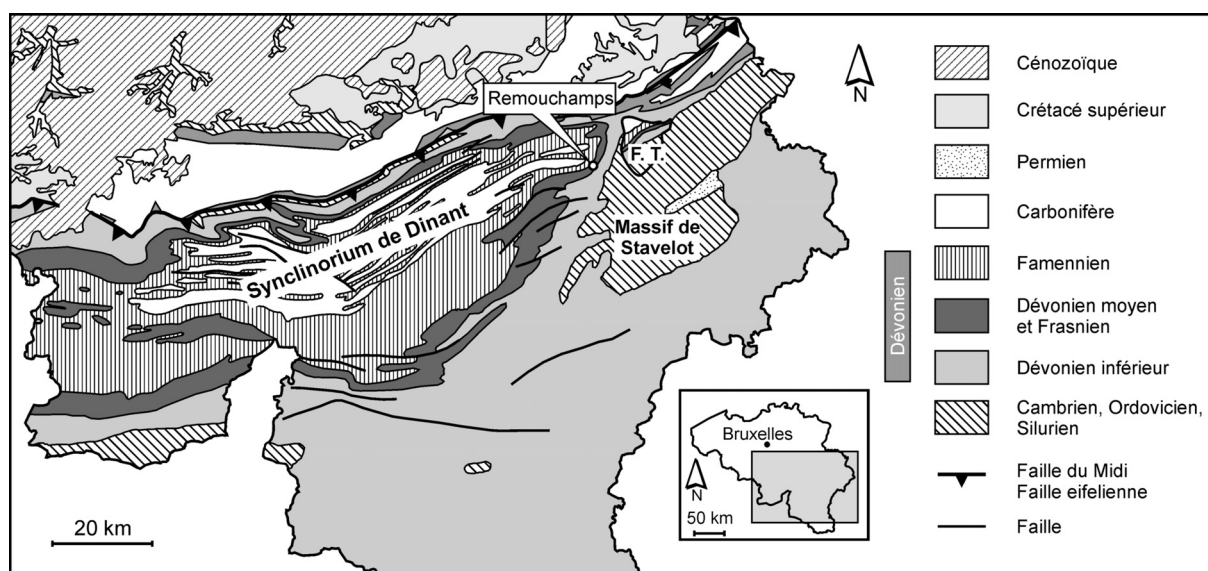 Remouchamps
N
F. T.
Massif de
Stavelot
Synclinorium de Dinant
20 km
Bruxelles
N
50 km
Cénozoïque
Crétacé supérieur
Permien
Carbonifère
Famennien
Dévonien moyen
et Frasnien
Dévonien inférieur
Dévonien
Cambrien, Ordovicien,
Silurien
Faille du Midi
Faille eifelienne
Faille